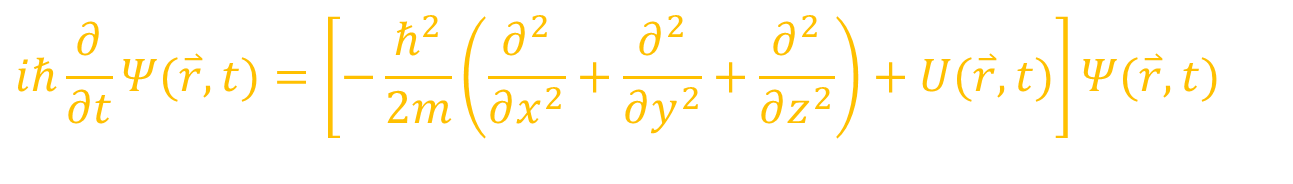 iℏ ∂/∂t Ψ(r⃗, t) = [−ℏ²/2m (∂²/∂x² + ∂²/∂y² + ∂²/∂z²) + U(r⃗, t)] Ψ(r⃗, t)